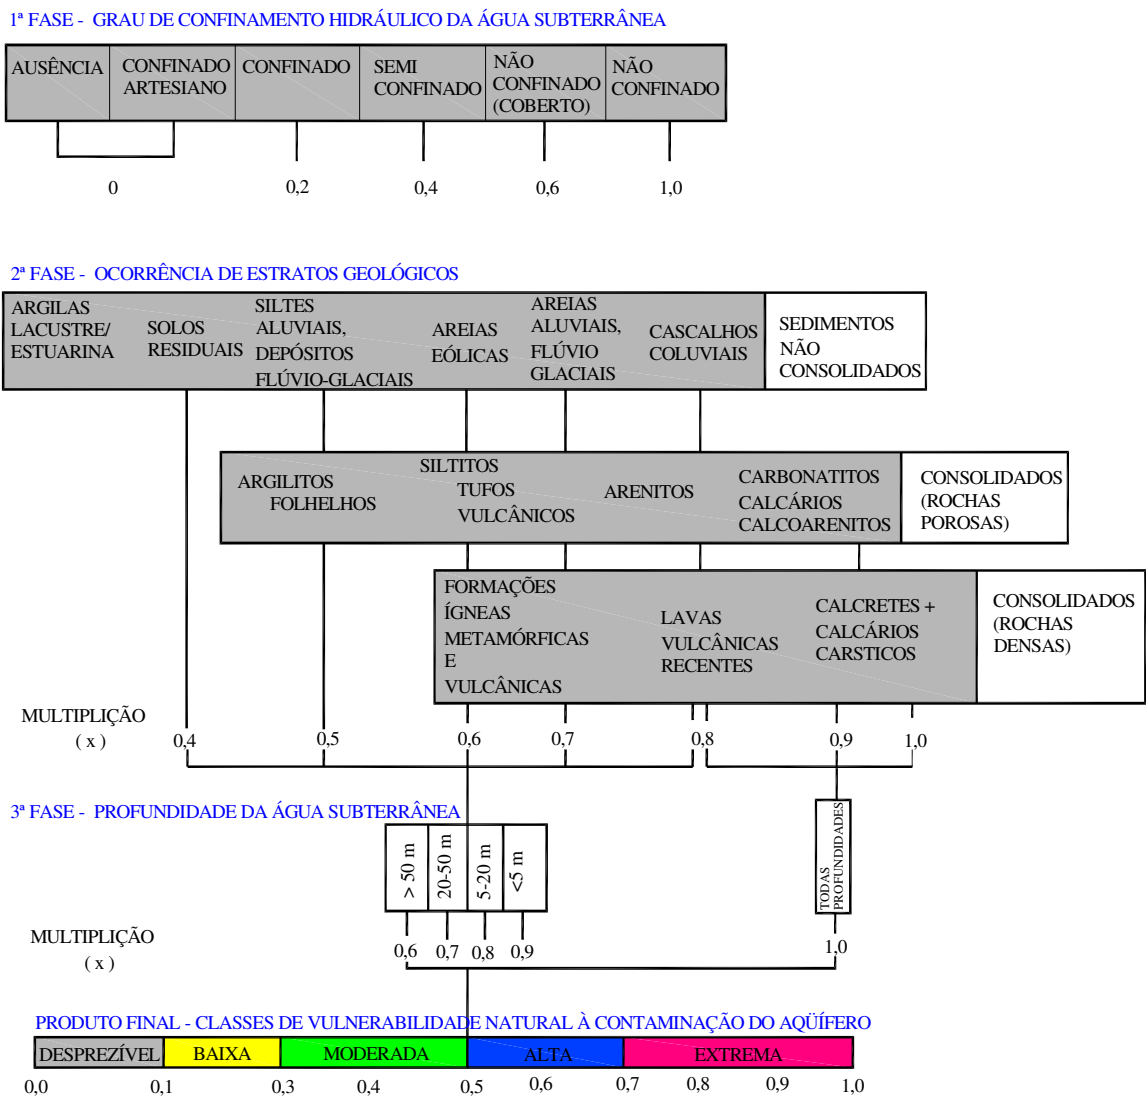 1ª FASE - GRAU DE CONFINAMENTO HIDRÁULICO DA ÁGUA SUBTERRÂNEA
AUSÊNCIA
CONFINADO
ARTESIANO
CONFINADO
SEMI
CONFINADO
NÃO
CONFINADO
(COBERTO)
NÃO
CONFINADO
0
0,2
0,4
0,6
1,0
2ª FASE - OCORRÊNCIA DE ESTRATOS GEOLÓGICOS
ARGILAS
LACUSTRE/
ESTUARINA
SOLOS
RESIDUAIS
SILTES
ALUVIAIS,
DEPÓSITOS
FLÚVIO-GLACIAIS
AREIAS
EÓLICAS
AREIAS
ALUVIAIS,
FLÚVIO
GLACIAIS
CASCALHOS
COLUVIAIS
SEDIMENTOS
NÃO
CONSOLIDADOS
ARGILITOS
FOLHELHOS
SILTITOS
TUFOS
VULCÂNICOS
ARENITOS
CARBONATITOS
CALCÁRIOS
CALCOARENITOS
CONSOLIDADOS
(ROCHAS
POROSAS)
FORMAÇÕES
ÍGNEAS
METAMÓRFICAS
E
VULCÂNICAS
LAVAS
VULCÂNICAS
RECENTES
CALCRETES +
CALCÁRIOS
CARSTICOS
CONSOLIDADOS
(ROCHAS
DENSAS)
MULTIPLIÇÃO
( x )
0,4
0,5
0,6
0,7
0,8
0,9
1,0
3ª FASE - PROFUNDIDADE DA ÁGUA SUBTERRÂNEA
> 50 m
20-50 m
5-20 m
<5 m
TODAS
PROFUNDIDADES
MULTIPLIÇÃO
( x )
0,6
0,7
0,8
0,9
1,0
PRODUTO FINAL - CLASSES DE VULNERABILIDADE NATURAL À CONTAMINAÇÃO DO AQÜÍFERO
DESPREZÍVEL
BAIXA
MODERADA
ALTA
EXTREMA
0,0
0,1
0,3
0,4
0,5
0,6
0,7
0,8
0,9
1,0